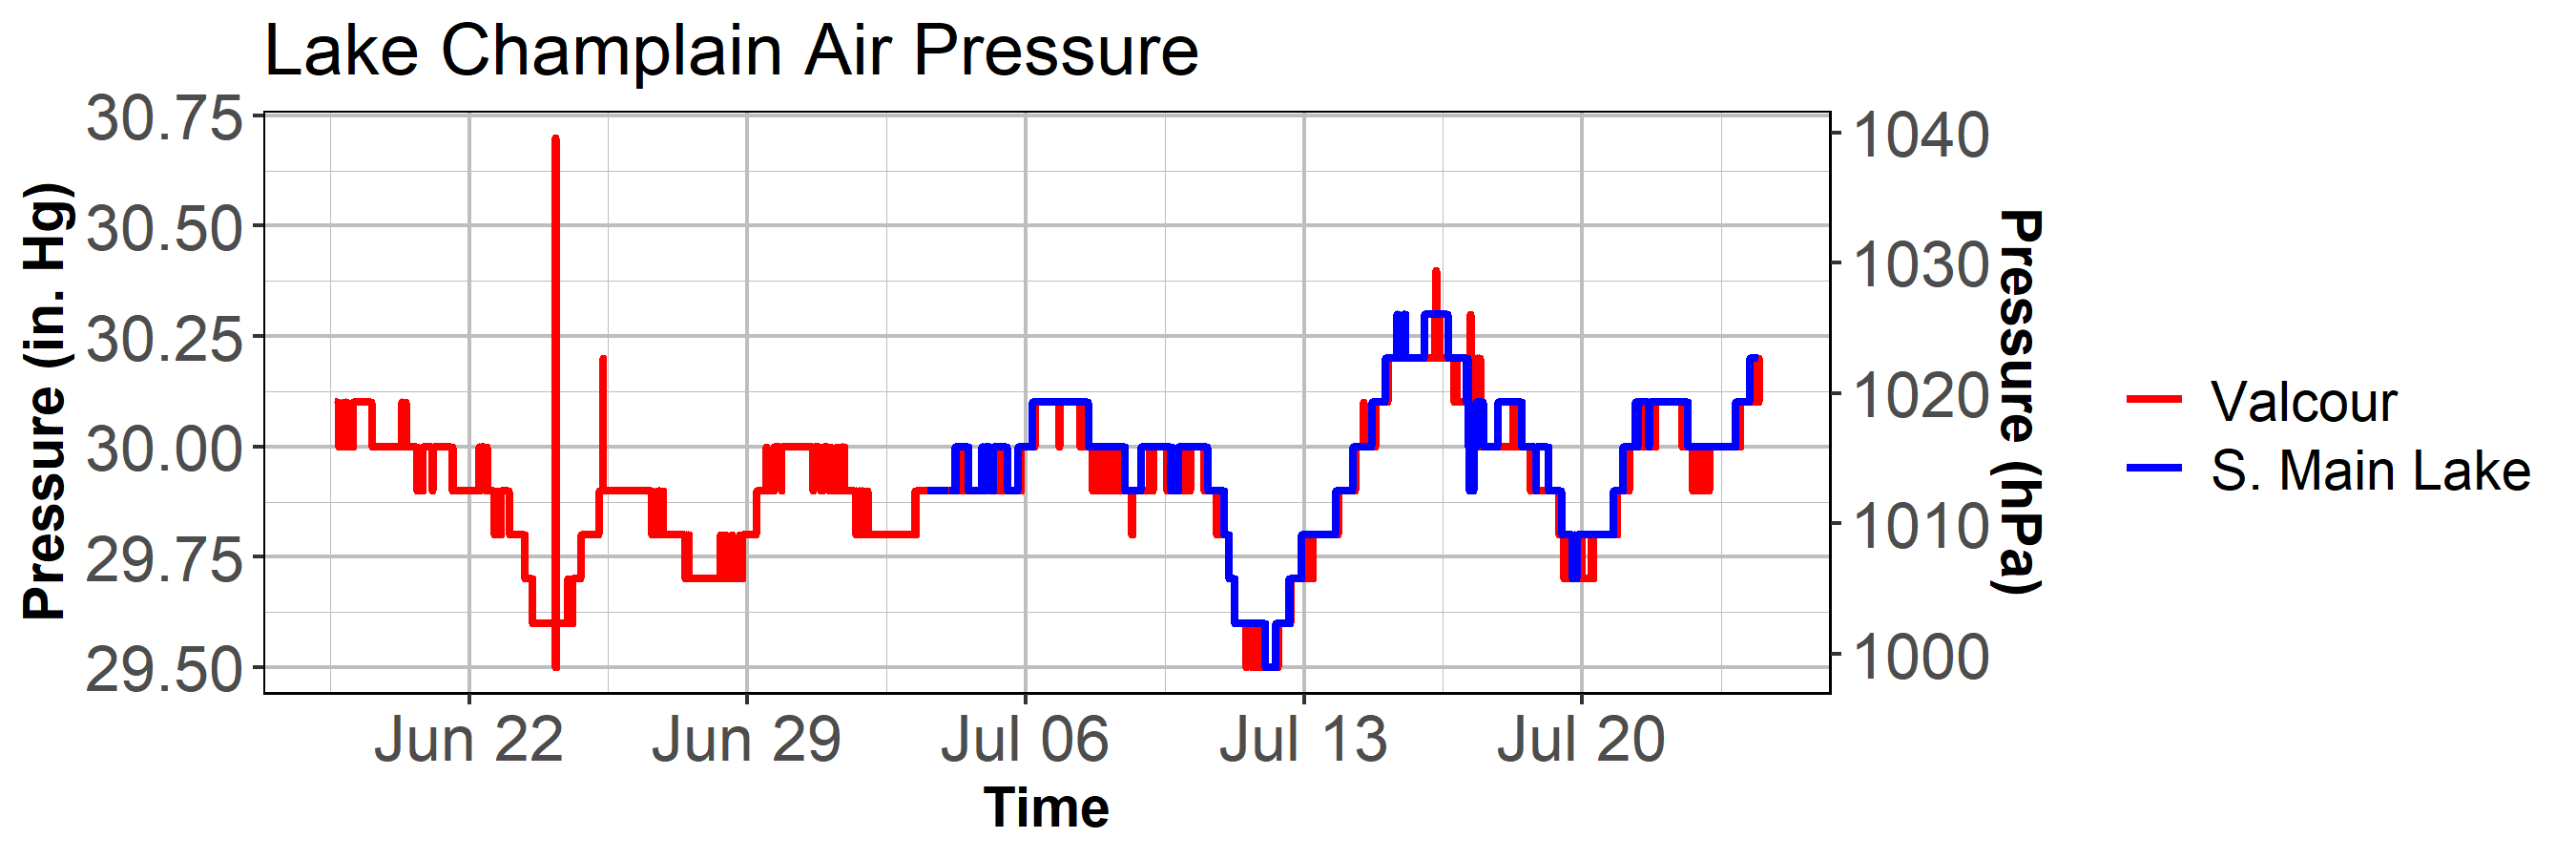 Lake Champlain Air Pressure
Pressure (in. Hg)
30.75
30.50
30.25
30.00
29.75
29.50
1040
1030
1020
1010
1000
Pressure (hPa)
Jun 22
Jun 29
Jul 06
Jul 13
Jul 20
Time
Valcour
S. Main Lake